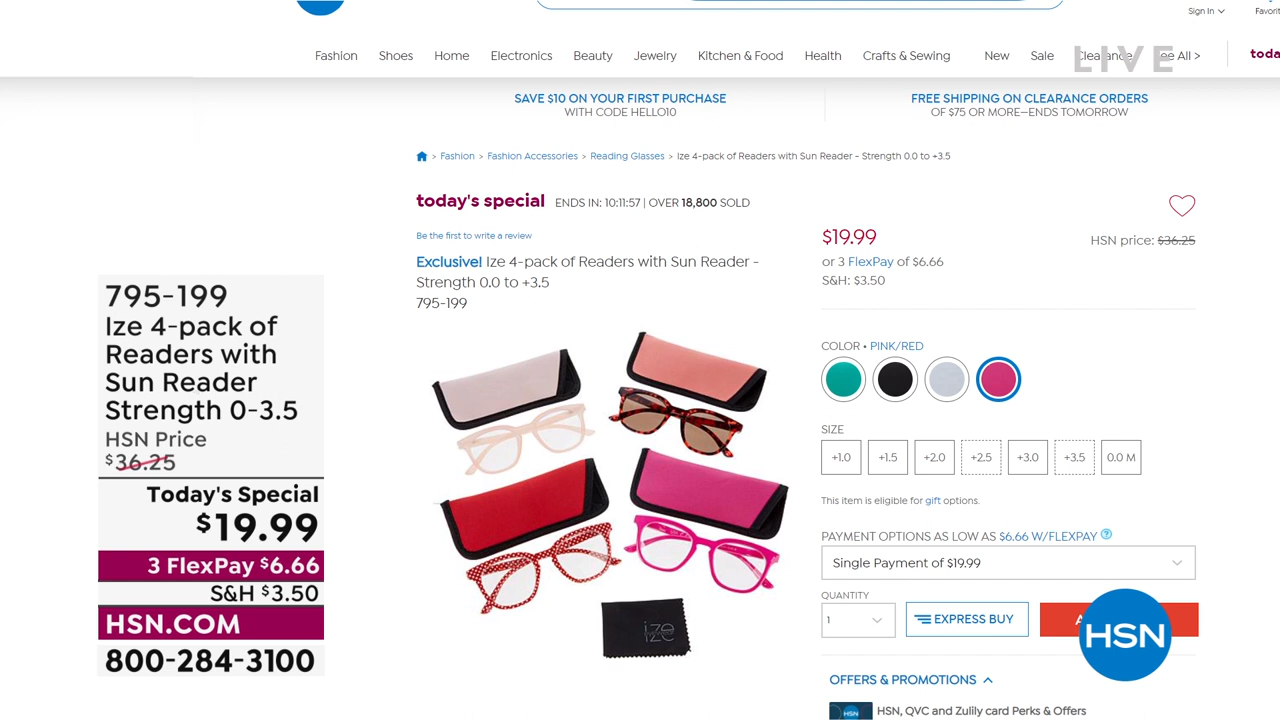 Sign In
Favorit
Fashion Shoes Home Electronics Beauty Jewelry Kitchen & Food Health Crafts & Sewing New Sale Clearance See All >
LIVE
toda
SAVE $10 ON YOUR FIRST PURCHASE
WITH CODE HELLO10
FREE SHIPPING ON CLEARANCE ORDERS
OF $75 OR MORE—ENDS TOMORROW
> Fashion > Fashion Accessories > Reading Glasses > Ize 4-pack of Readers with Sun Reader - Strength 0.0 to +3.5
today's special ENDS IN: 10:11:57 | OVER 18,800 SOLD
Be the first to write a review
Exclusive! Ize 4-pack of Readers with Sun Reader -
Strength 0.0 to +3.5
795-199
ize
$19.99
HSN price: $36.25
or 3 FlexPay of $6.66
S&H: $3.50
COLOR • PINK/RED
SIZE
+1.0 +1.5 +2.0 +2.5 +3.0 +3.5 0.0 M
This item is eligible for gift options.
PAYMENT OPTIONS AS LOW AS $6.66 W/FLEXPAY ?
Single Payment of $19.99
QUANTITY
1
EXPRESS BUY
HSN
OFFERS & PROMOTIONS
HSN
HSN, QVC and Zulily card Perks & Offers
795-199
Ize 4-pack of
Readers with
Sun Reader
Strength 0-3.5
HSN Price
$36.25
Today's Special
$19.99
3 FlexPay $6.66
S&H $3.50
HSN.COM
800-284-3100